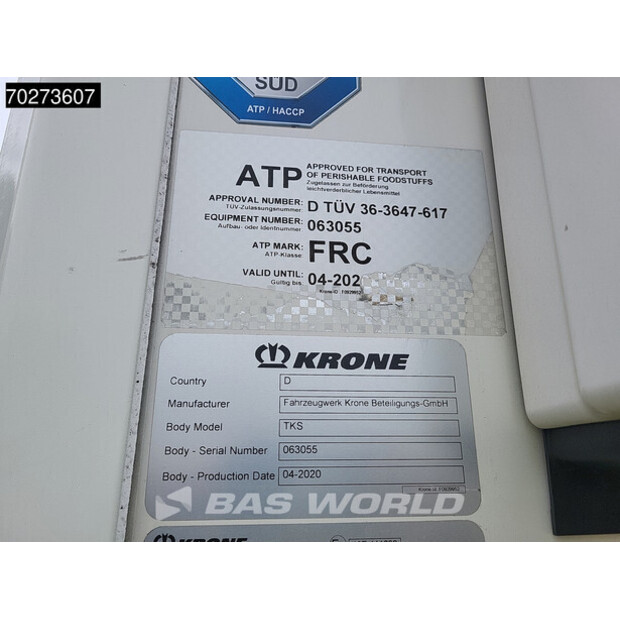 70273607
SÜD
ATP / HACCP
ATP APPROVED FOR TRANSPORT
OF PERISHABLE FOODSTUFFS
Zugelassen zur Beförderung
leichtverderblicher Lebensmittel
APPROVAL NUMBER: D TÜV 36-3647-617
TÜV-Zulassungsnummer
EQUIPMENT NUMBER: 063055
Aufbau- oder Identnummer
ATP MARK: FRC
ATP-Klasse
VALID UNTIL: 04-202
Gültig bis
KRONE
Country D
Manufacturer Fahrzeugwerk Krone Beteiligungs-GmbH
Body Model TKS
Body - Serial Number 063055
Body - Production Date 04-2020
BAS WORLD
KRONE